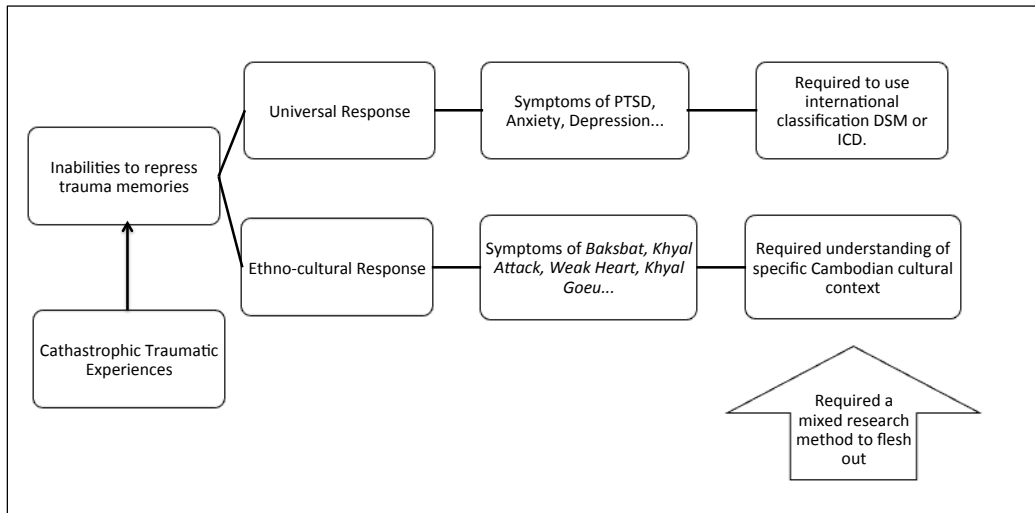 Universal Response
Symptoms of PTSD,
Anxiety, Depression...
Required to use
international
classification DSM or
ICD.
Inabilities to repress
trauma memories
Ethno-cultural Response
Symptoms of Baksbat, Khyal
Attack, Weak Heart, Khyal
Goeu...
Required understanding of
specific Cambodian cultural
context
Cathastrophic Traumatic
Experiences
Required a
mixed research
method to flesh
out